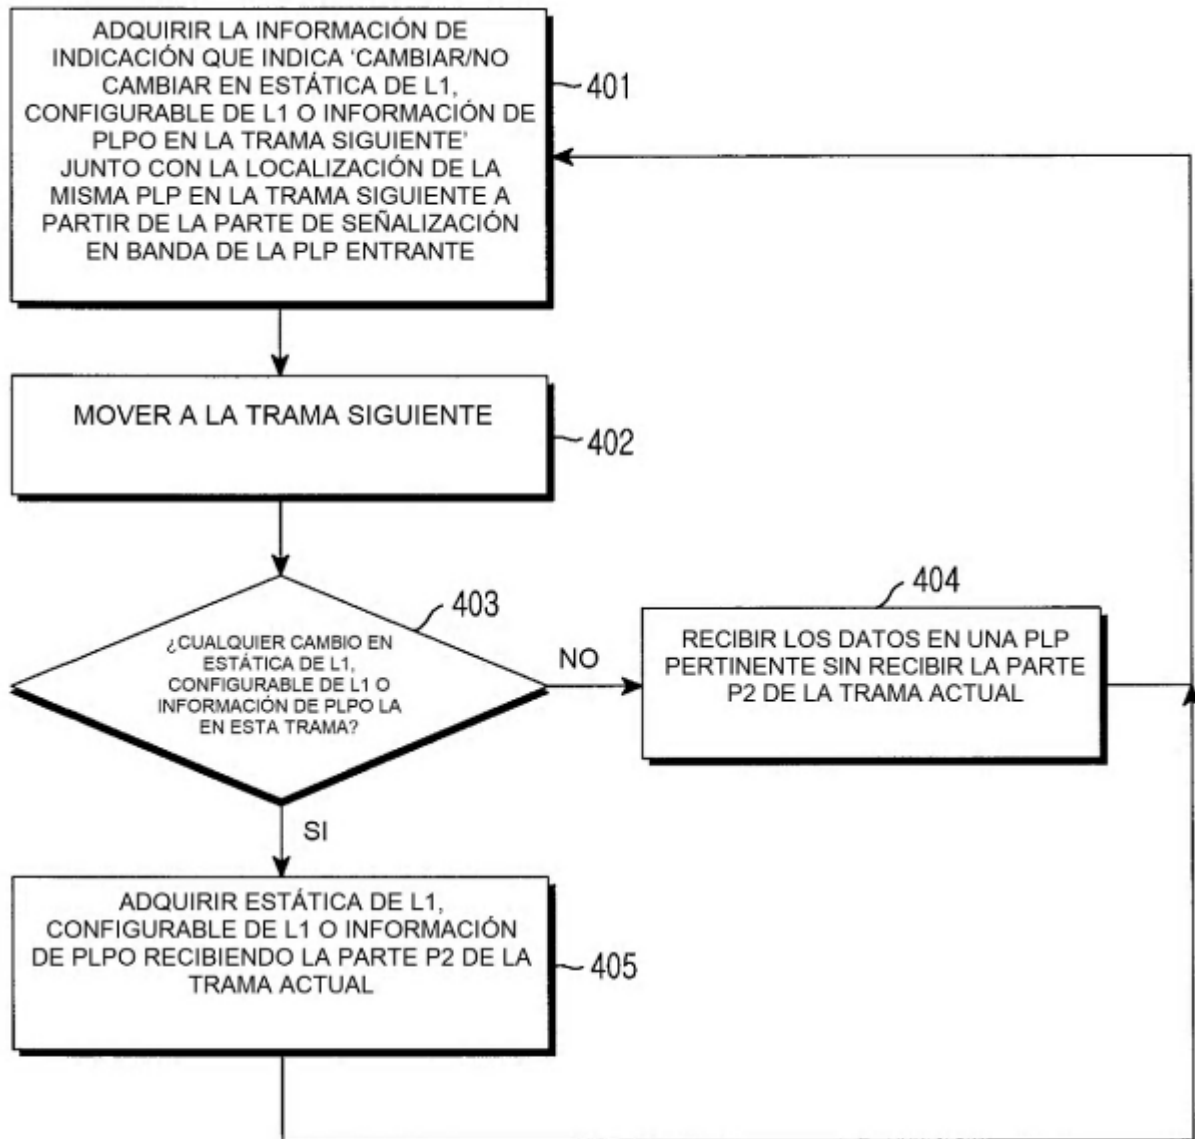 ADQUIRIR LA INFORMACIÓN DE
INDICACIÓN QUE INDICA ‘CAMBIAR/NO
CAMBIAR EN ESTÁTICA DE L1,
CONFIGURABLE DE L1 O INFORMACIÓN DE
PLPO EN LA TRAMA SIGUIENTE’
JUNTO CON LA LOCALIZACIÓN DE LA
MISMA PLP EN LA TRAMA SIGUIENTE A
PARTIR DE LA PARTE DE SEÑALIZACIÓN
EN BANDA DE LA PLP ENTRANTE
401
MOVER A LA TRAMA SIGUIENTE
402
¿CUALQUIER CAMBIO EN
ESTÁTICA DE L1,
CONFIGURABLE DE L1 O
INFORMACIÓN DE PLPO LA
EN ESTA TRAMA?
403
NO
404
RECIBIR LOS DATOS EN UNA PLP
PERTINENTE SIN RECIBIR LA PARTE
P2 DE LA TRAMA ACTUAL
SI
ADQUIRIR ESTÁTICA DE L1,
CONFIGURABLE DE L1 O INFORMACIÓN
DE PLPO RECIBIENDO LA PARTE P2 DE LA
TRAMA ACTUAL
405